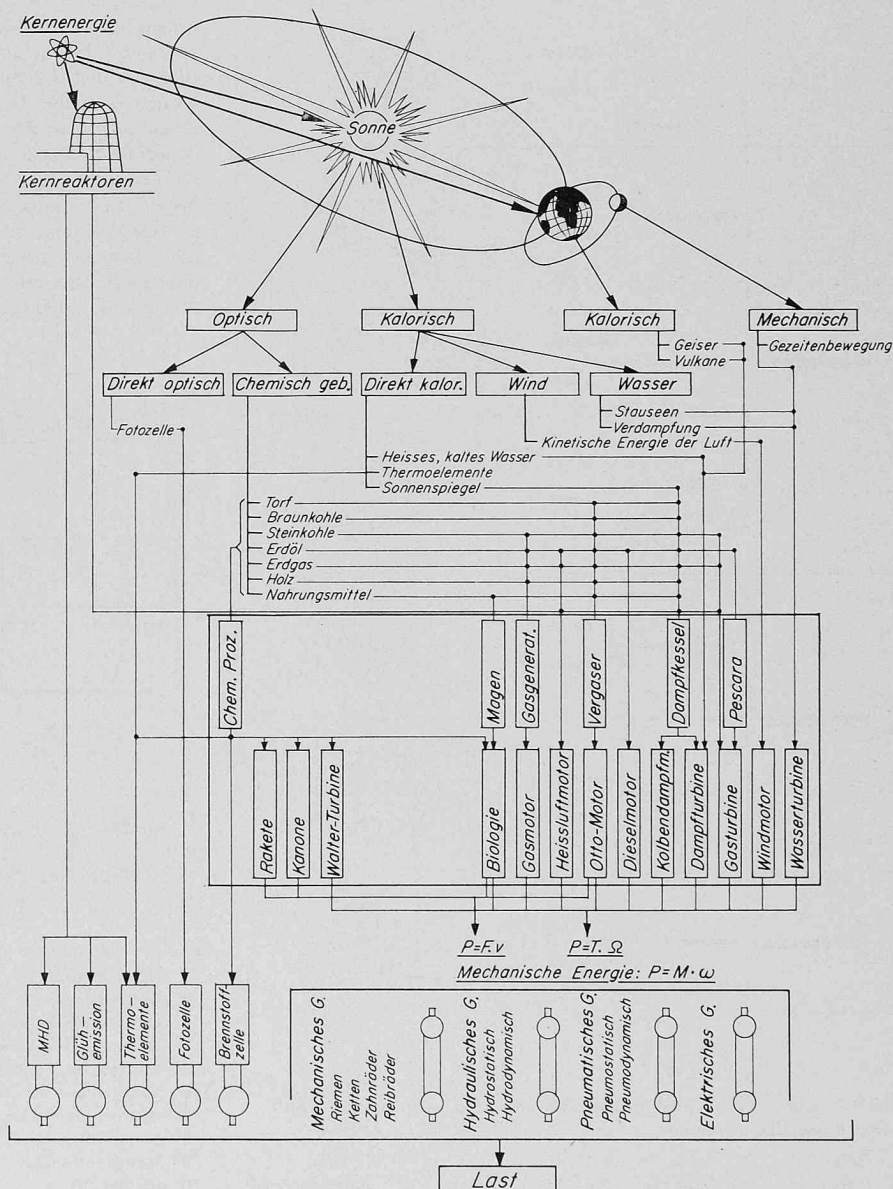 Kernenergie
Sonne
Kernreaktoren
Optisch
Kalorisch
Kalorisch
Mechanisch
Geiser
Vulkane
Gezeitenbewegung
Direkt optisch
Chemisch geb.
Direkt kalor.
Wind
Wasser
Fotozelle
Stauseen
Verdampfung
Kinetische Energie der Luft
Heisses, kaltes Wasser
Thermoelemente
Sonnenspiegel
Torf
Braunkohle
Steinkohle
Erdöl
Erdgas
Holz
Nahrungsmittel
Chem. Proz.
Magen
Gasgenerat.
Vergaser
Dampfkessel
Pescara
Rakete
Kanone
Walter-Turbine
Biologie
Gasmotor
Heissluftmotor
Otto-Motor
Dieselmotor
Kolbendampfm.
Dampfturbine
Gasturbine
Windmotor
Wasserturbine
P=F.v
P=T. Ω
Mechanische Energie: P=M·ω
MHD
Glüh-
emission
Thermo-
elemente
Fotozelle
Brennstoff-
zelle
Mechanisches G.
Riemen
Ketten
Zahnräder
Reibräder
Hydraulisches G.
Hydrostatisch
Hydrodynamisch
Pneumatisches G.
Pneumostatisch
Pneumodynamisch
Elektrisches G.
Last